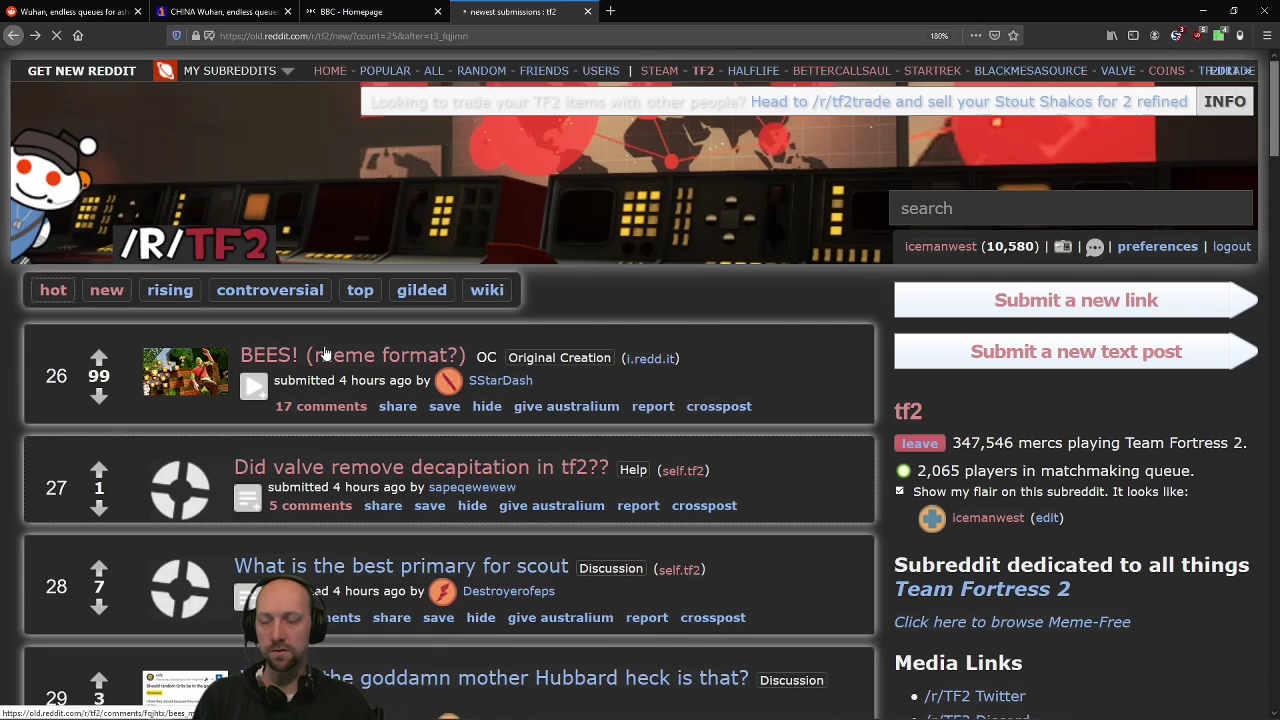 Wuhan, endless queues for ash
CHINA Wuhan, endless queues
BBC - Homepage
newest submissions : tf2
https://old.reddit.com/r/tf2/new/?count=25&after=t3_fqjimn
180%
GET NEW REDDIT
MY SUBREDDITS
HOME - POPULAR - ALL - RANDOM - FRIENDS - USERS | STEAM - TF2 - HALFLIFE - BETTERCALLSAUL - STARTREK - BLACKMESASOURCE - VALVE - COINS -
Looking to trade your TF2 items with other people? Head to /r/tf2trade and sell your Stout Shakos for 2 refined
INFO
/R/TF2
search
icemanwest (10,580) | | | preferences | logout
hot
new
rising
controversial
top
gilded
wiki
Submit a new link
26
99
BEES! (meme format?) OC Original Creation (i.redd.it)
submitted 4 hours ago by SStarDash
17 comments share save hide give australium report crosspost
Submit a new text post
tf2
leave 347,546 mercs playing Team Fortress 2.
27
1
Did valve remove decapitation in tf2?? Help (self.tf2)
submitted 4 hours ago by sapeqwewew
5 comments share save hide give australium report crosspost
2,065 players in matchmaking queue.
Show my flair on this subreddit. It looks like:
icemanwest (edit)
28
7
What is the best primary for scout Discussion (self.tf2)
4 hours ago by Destroyerofeps
share save hide give australium report crosspost
Subreddit dedicated to all things
Team Fortress 2
Click here to browse Meme-Free
29
3
the goddamn mother Hubbard heck is that? Discussion
Media Links
/r/TF2 Twitter
/r/TF2 Discord